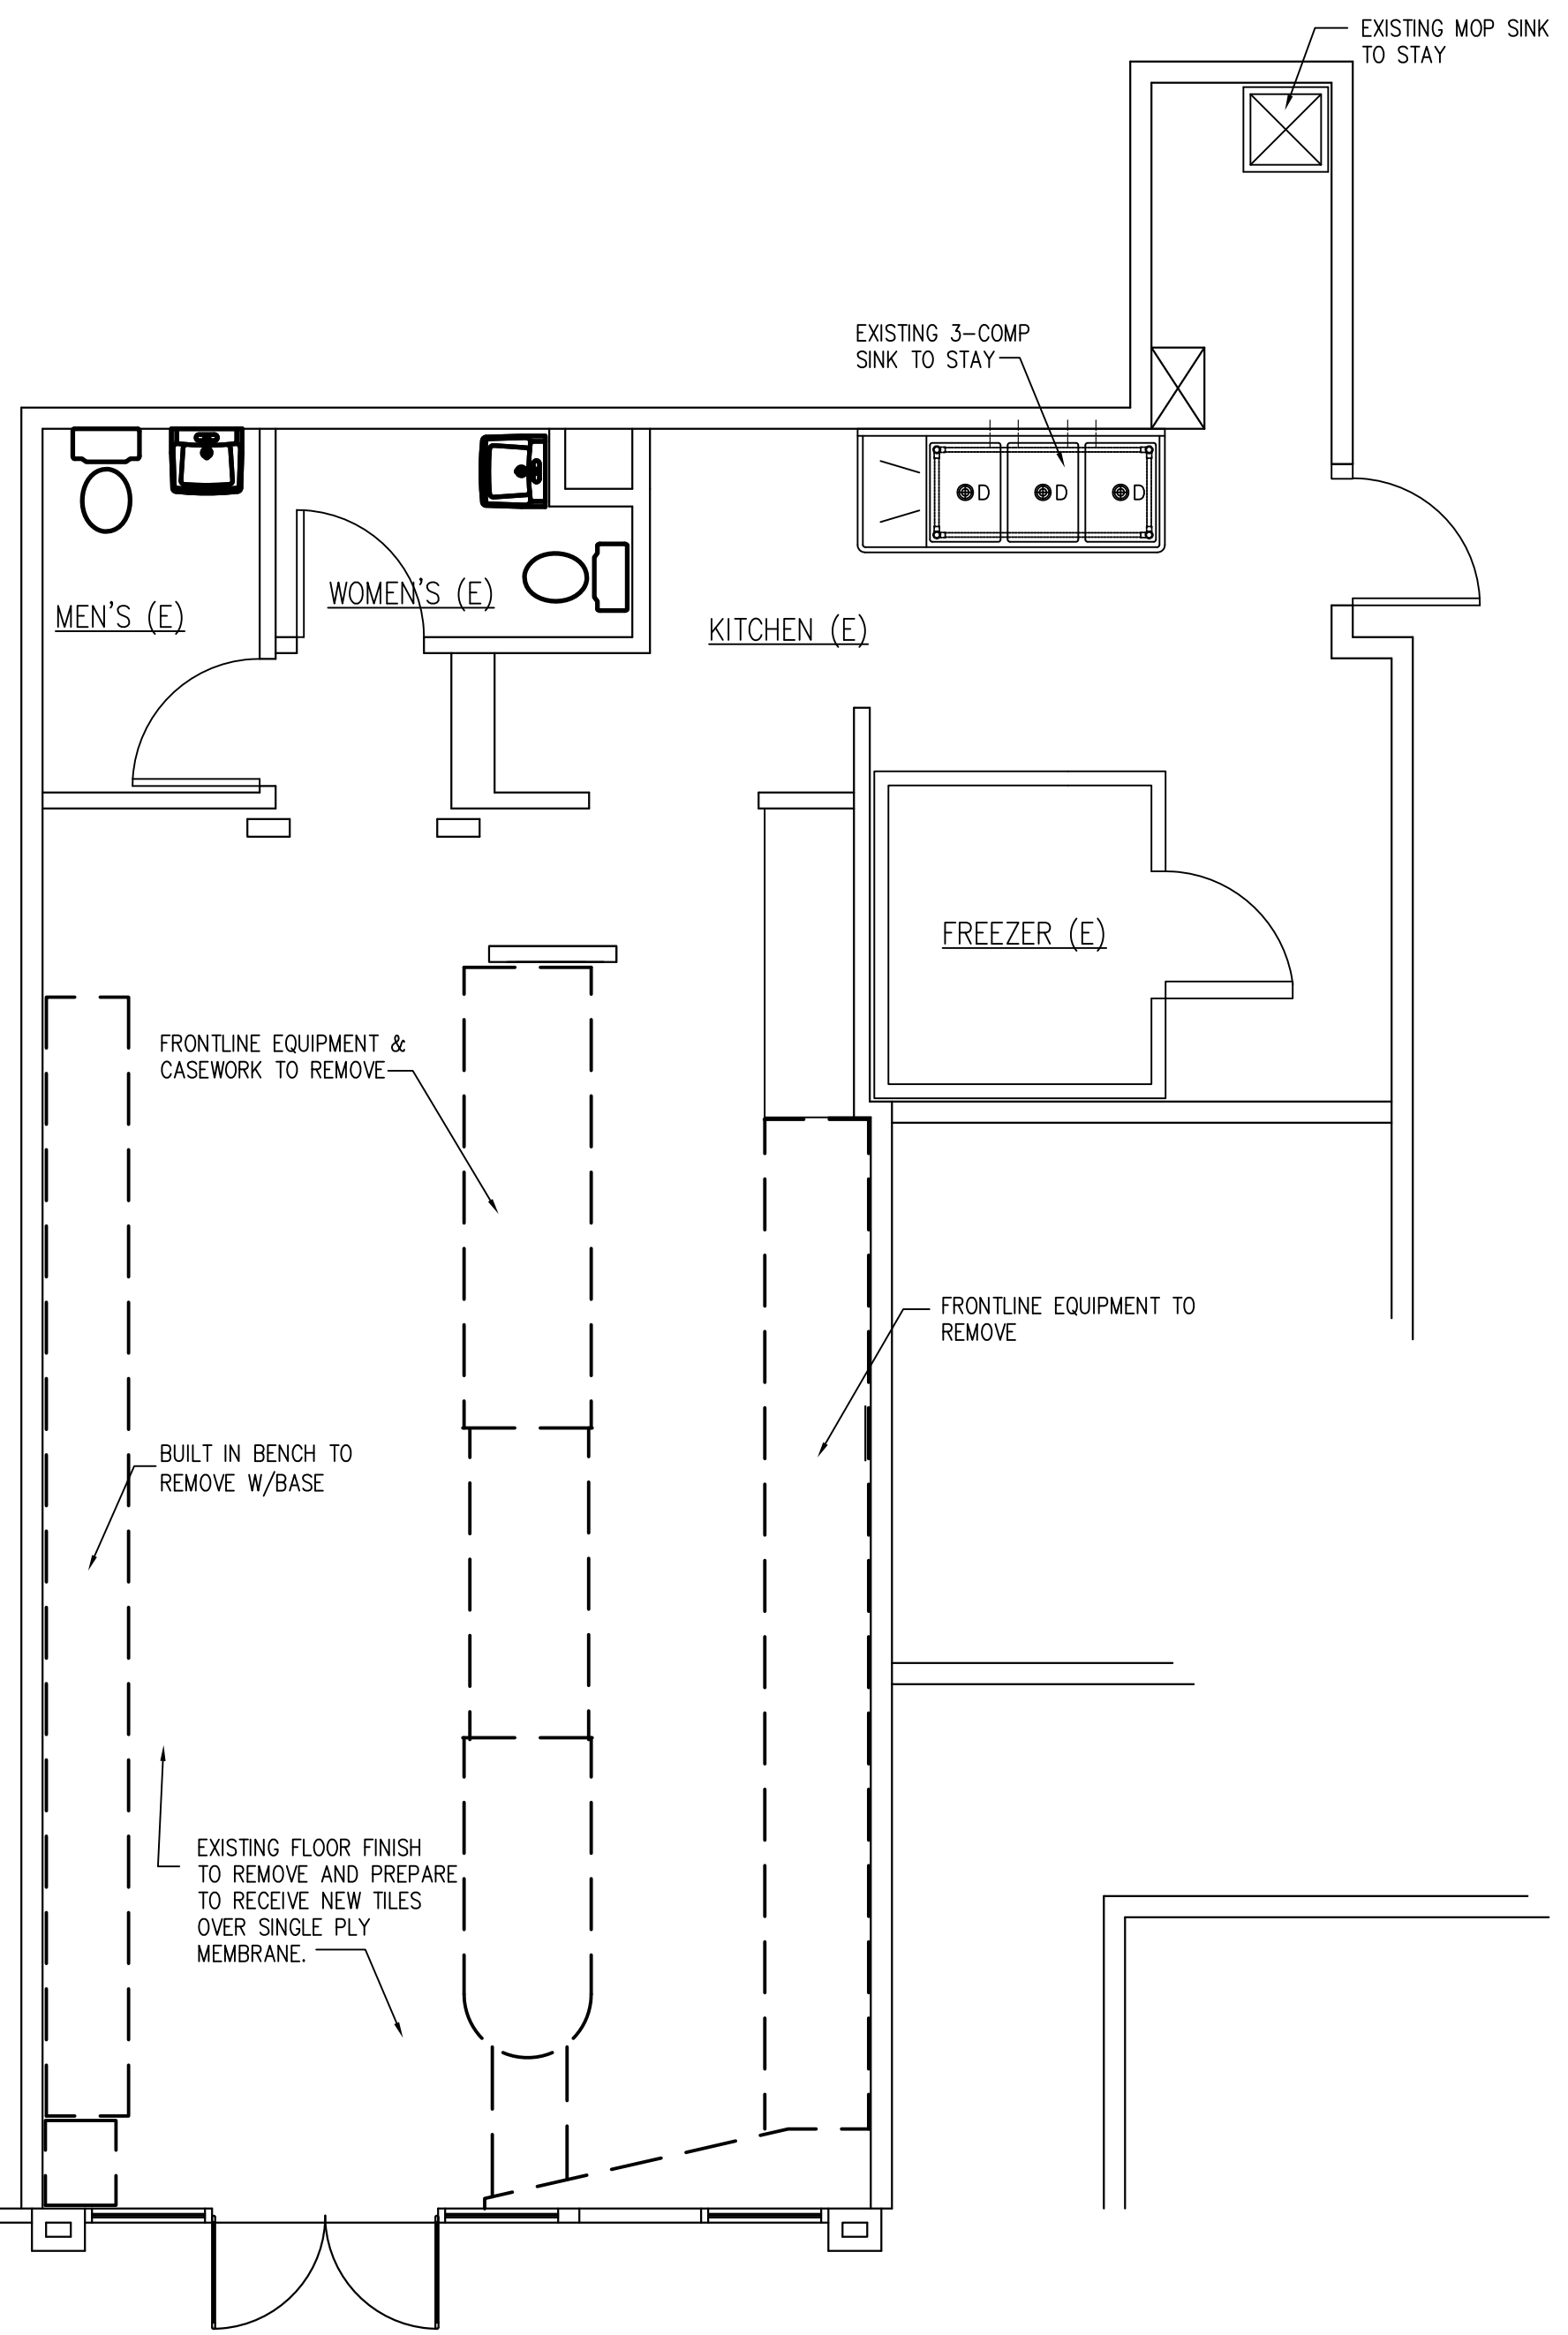 EXISTING MOP SINK
TO STAY
EXISTING 3-COMP
SINK TO STAY
D
D
D
MEN'S (E)
WOMEN'S (E)
KITCHEN (E)
FREEZER (E)
FRONTLINE EQUIPMENT &
CASEWORK TO REMOVE
FRONTLINE EQUIPMENT TO
REMOVE
BUILT IN BENCH TO
REMOVE W/BASE
EXISTING FLOOR FINISH
TO REMOVE AND PREPARE
TO RECEIVE NEW TILES
OVER SINGLE PLY
MEMBRANE.